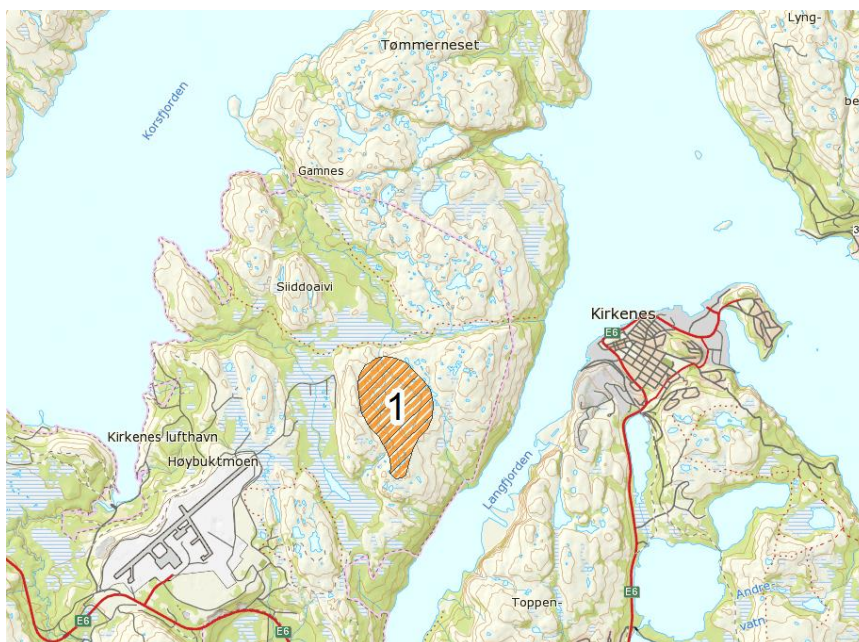 Lyng-
Tømmerneset
Korsfjorden
be
Gamnes
3
Siiddoaivi
Kirkenes
E6
1
Kirkenes lufthavn
Høybuktmoen
Langfjorden
Toppen-
E6
Andre-
vatn
E6
E6